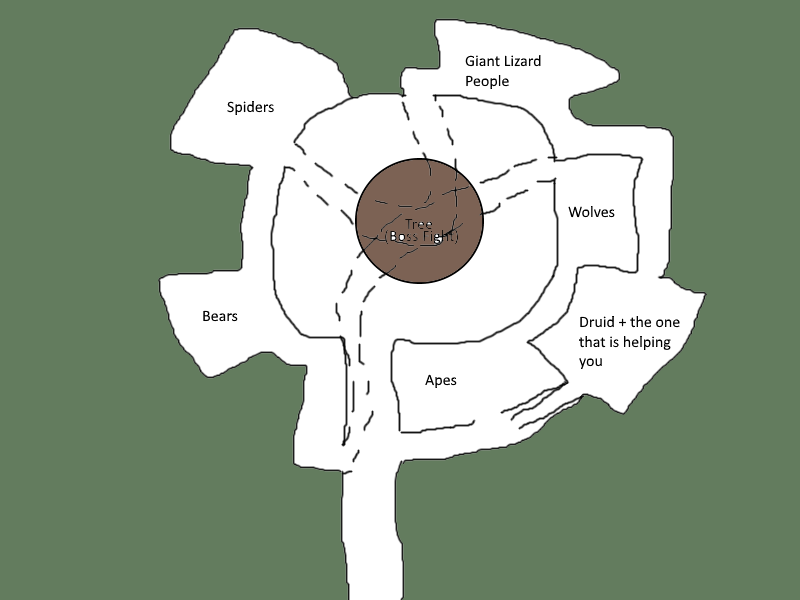 Giant Lizard
People
Spiders
Wolves
Tree
(Boss Fight)
Bears
Druid + the one
that is helping
you
Apes